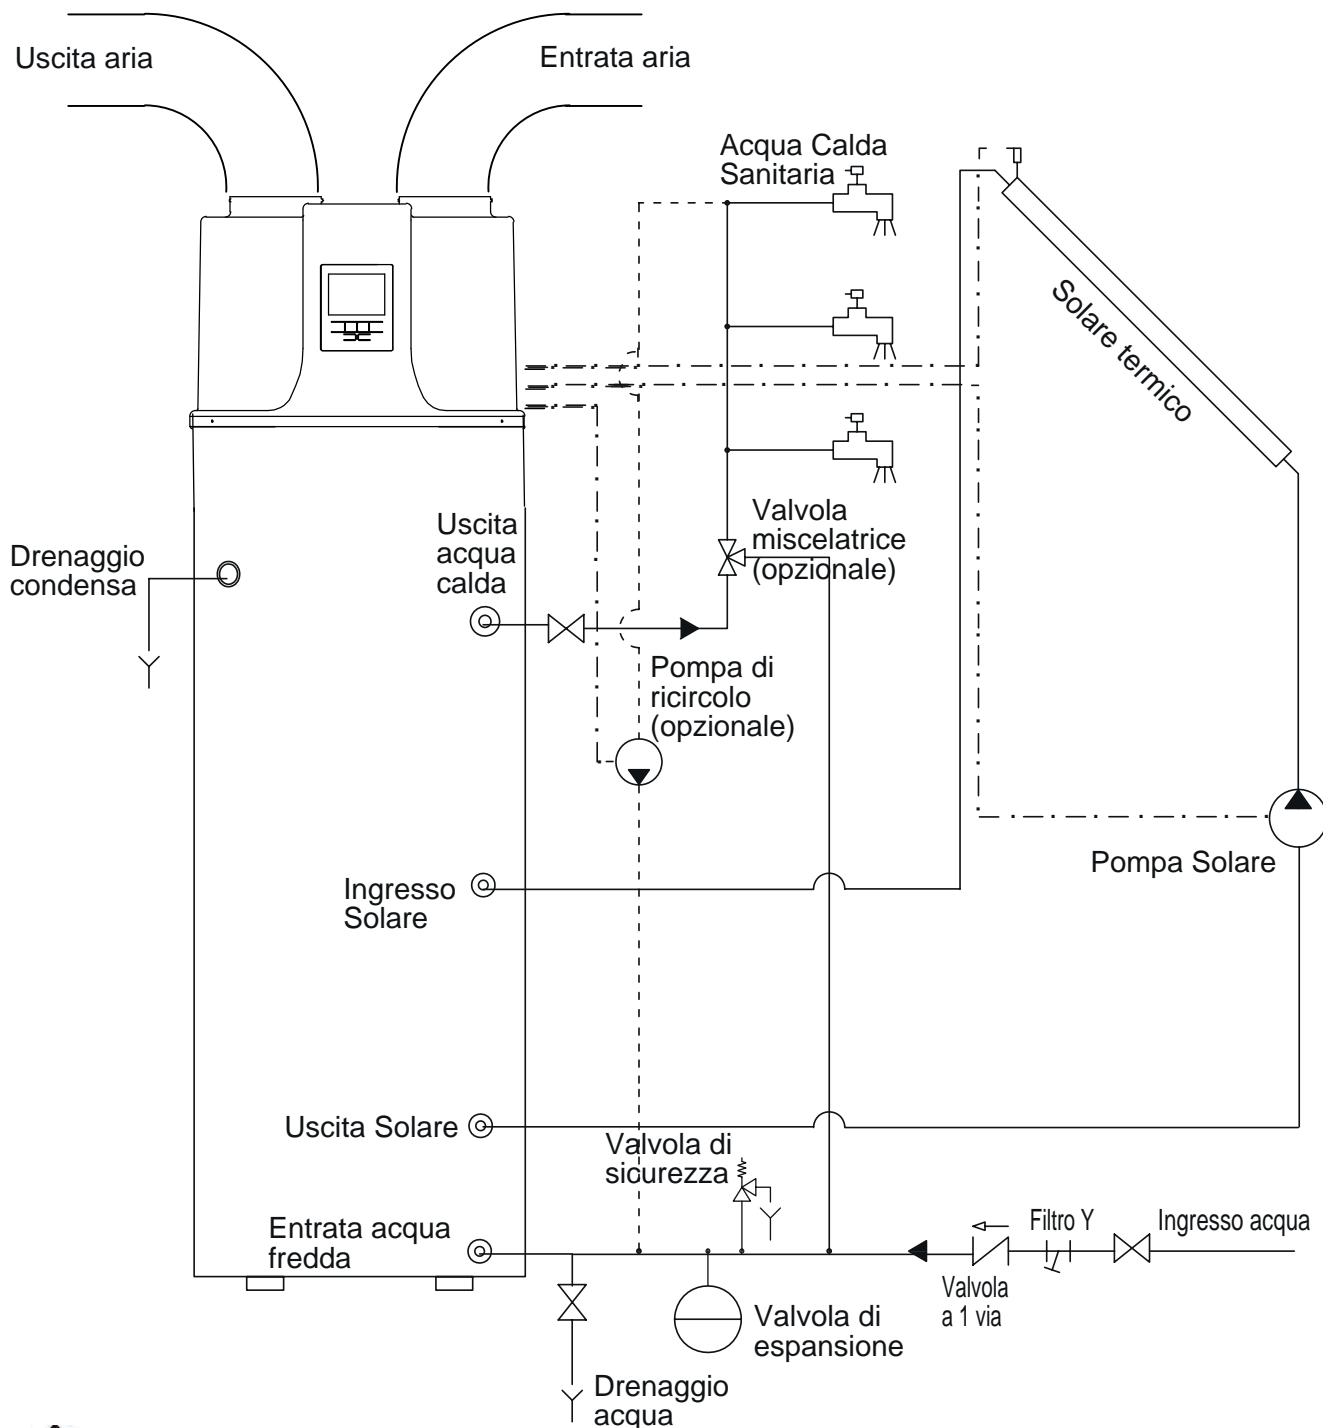 Uscita aria
Entrata aria
Acqua Calda
Sanitaria
Solare termico
Uscita
acqua
calda
Valvola
miscelatrice
(opzionale)
Drenaggio
condensa
Pompa di
ricircolo
(opzionale)
Pompa Solare
Ingresso
Solare
Uscita Solare
Valvola di
sicurezza
Entrata acqua
fredda
Filtro Y
Ingresso acqua
Valvola
a 1 via
Valvola di
espansione
Drenaggio
acqua